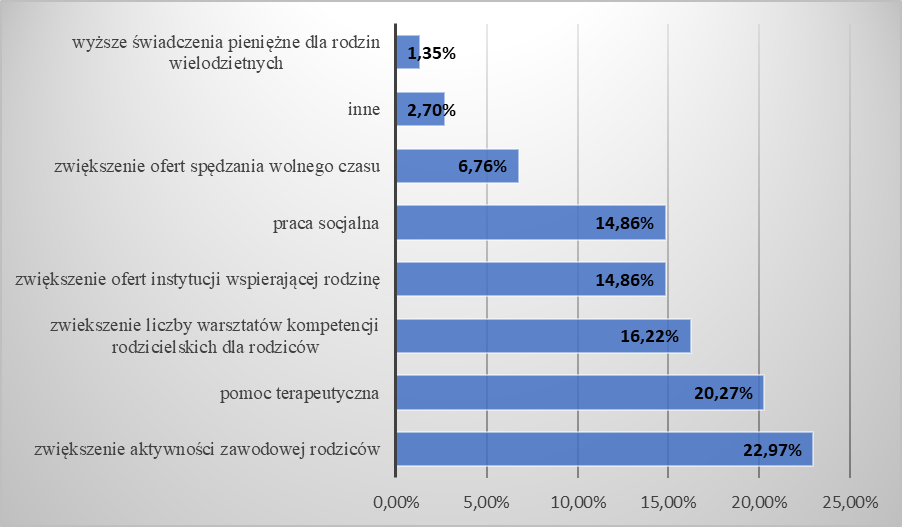 wyższe świadczenia pieniężne dla rodzin
wielodzietnych
1,35%
inne
2,70%
zwiększenie ofert spędzania wolnego czasu
6,76%
praca socjalna
14,86%
zwiększenie ofert instytucji wspierającej rodzinę
14,86%
zwiekszenie liczby warsztatów kompetencji
rodzicielskich dla rodziców
16,22%
pomoc terapeutyczna
20,27%
zwiększenie aktywności zawodowej rodziców
22,97%
0,00% 5,00% 10,00% 15,00% 20,00% 25,00%